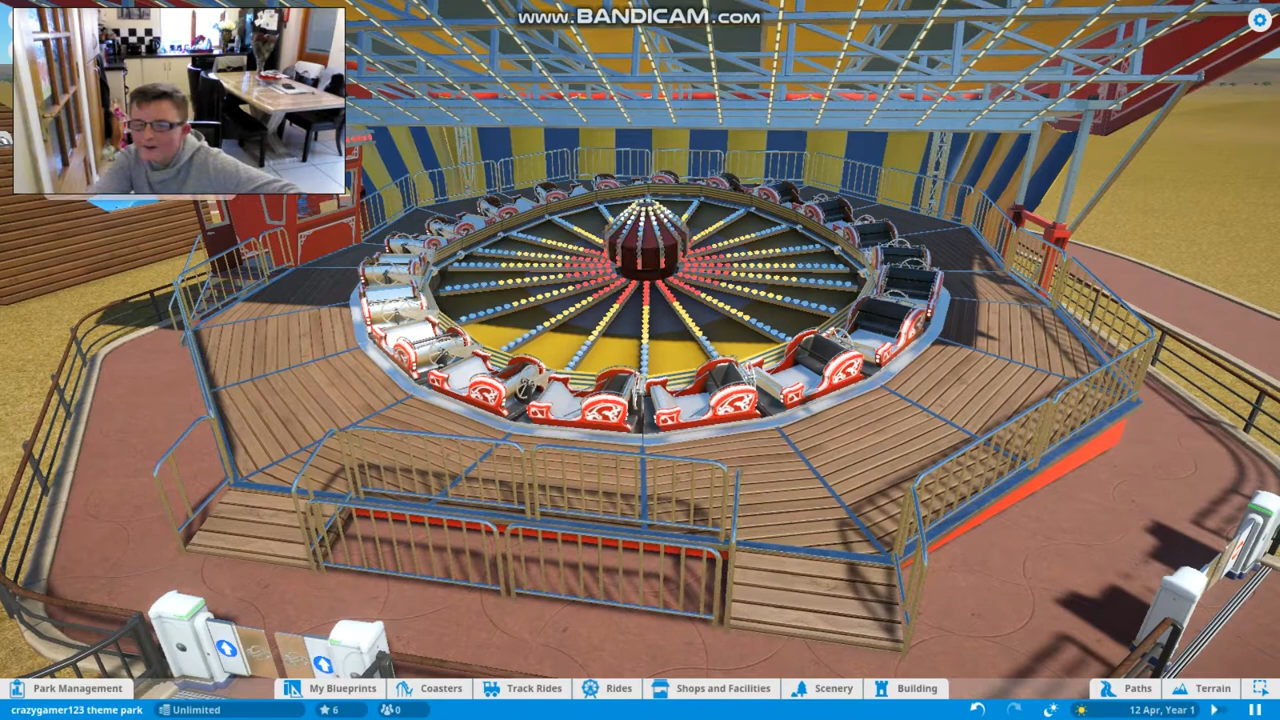 www.BANDICAM.com
Park Management
My Blueprints
Coasters
Track Rides
Rides
Shops and Facilities
Scenery
Building
Paths
Terrain
crazygamer123 theme park
Unlimited
6
0
12 Apr, Year 1